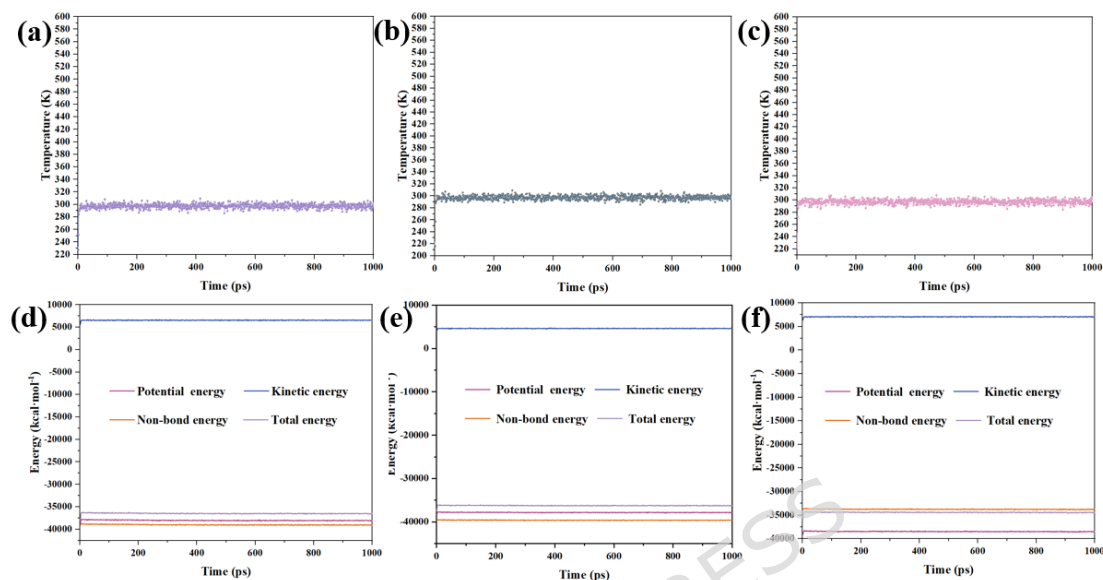 (a)
600
580
560
540
520
500
480
460
440
420
400
380
360
340
320
300
280
260
240
220
Temperature (K)
0 200 400 600 800 1000
Time (ps)
(b)
600
580
560
540
520
500
480
460
440
420
400
380
360
340
320
300
280
260
240
220
200
Temperature (K)
0 200 400 600 800 1000
Time (ps)
(c)
600
580
560
540
520
500
480
460
440
420
400
380
360
340
320
300
280
260
240
220
Temperature (K)
0 200 400 600 800 1000
Time (ps)
(d)
10000
5000
0
-5000
-10000
-15000
-20000
-25000
-30000
-35000
-40000
Energy (kcal·mol⁻¹)
Potential energy Kinetic energy
Non-bond energy Total energy
0 200 400 600 800 1000
Time (ps)
(e)
10000
0
-10000
-20000
-30000
-40000
Energy (kcal·mol⁻¹)
Potential energy Kinetic energy
Non-bond energy Total energy
0 200 400 600 800 1000
Time (ps)
(f)
10000
5000
0
-5000
-10000
-15000
-20000
-25000
-30000
-35000
-40000
Energy (kcal·mol⁻¹)
Potential energy Kinetic energy
Non-bond energy Total energy
0 200 400 600 800 1000
Time (ps)
RESS